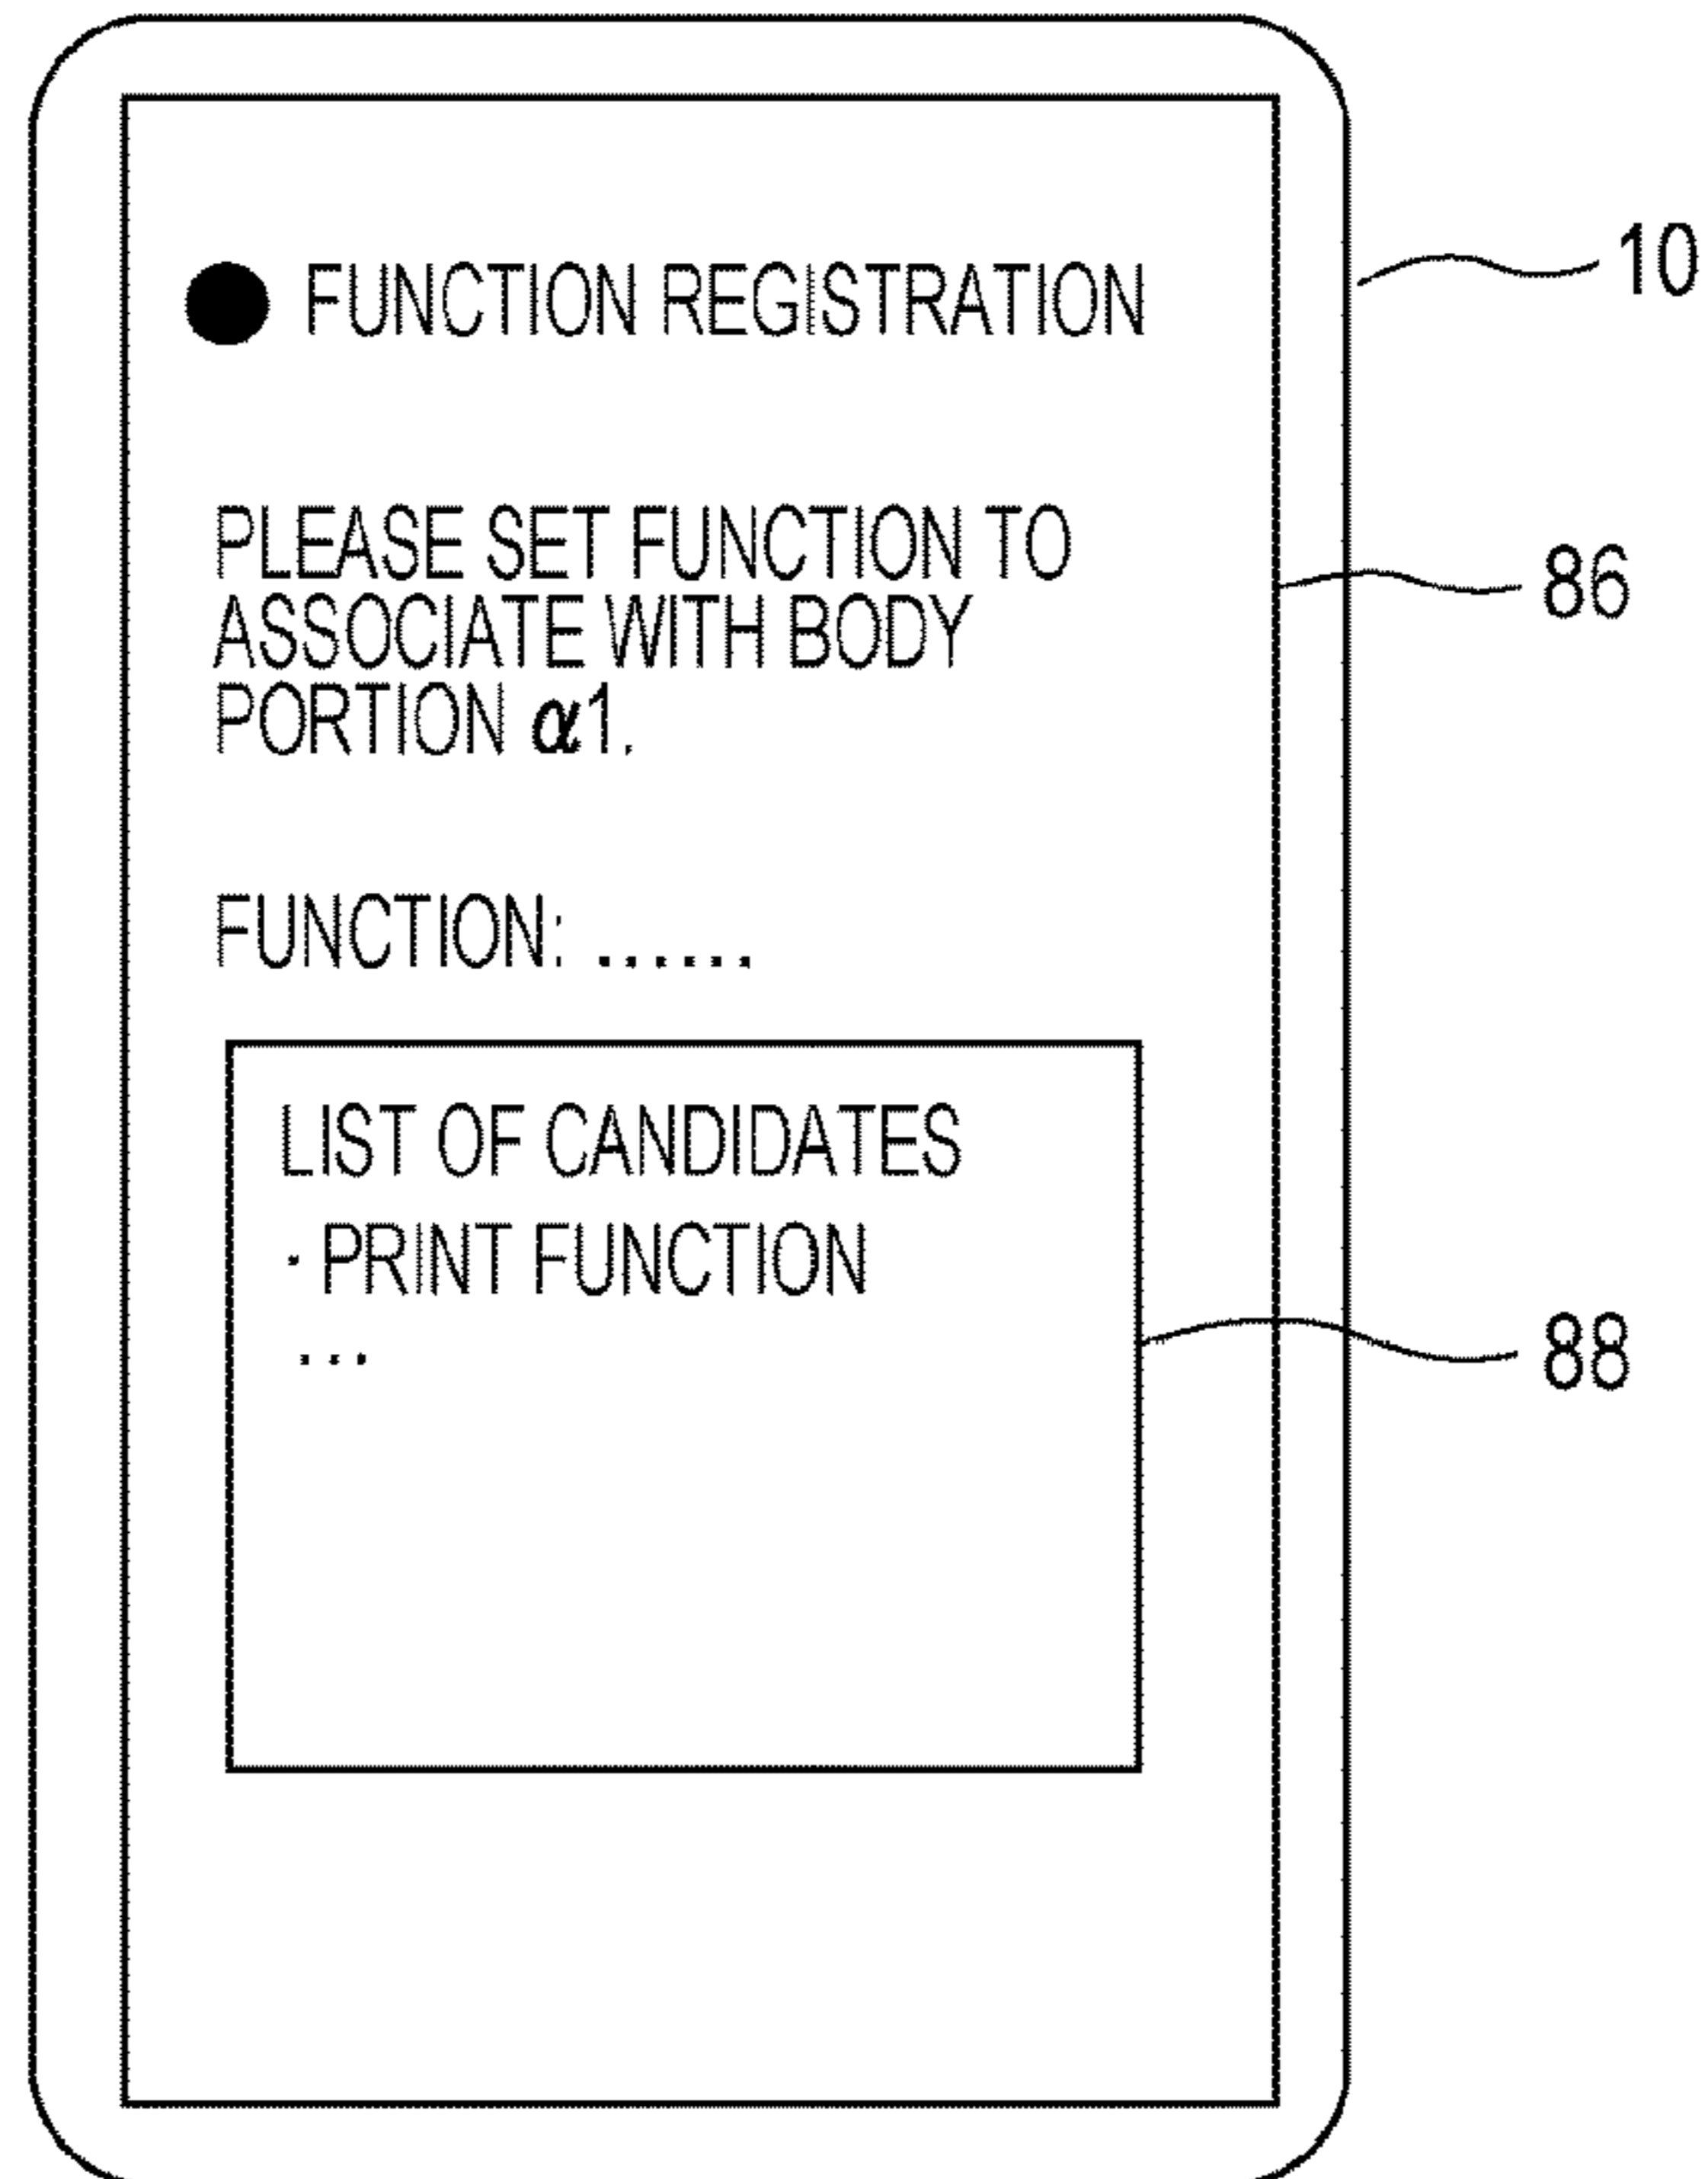 ● FUNCTION REGISTRATION
10
PLEASE SET FUNCTION TO
ASSOCIATE WITH BODY
PORTION α1.
86
FUNCTION: ......
LIST OF CANDIDATES
· PRINT FUNCTION
...
88